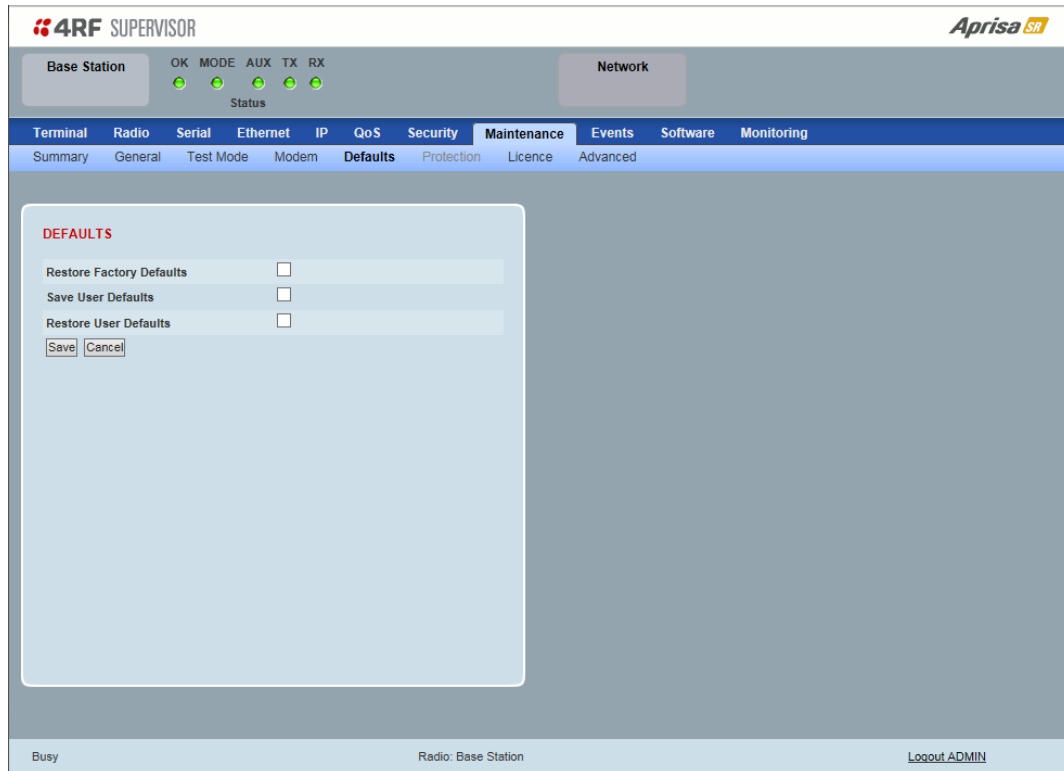 4RF SUPERVISOR
Aprisa SR
Base Station
OK MODE AUX TX RX
Status
Network
Terminal Radio Serial Ethernet IP QoS Security Maintenance Events Software Monitoring
Summary General Test Mode Modem Defaults Protection Licence Advanced
DEFAULTS
Restore Factory Defaults
Save User Defaults
Restore User Defaults
Save Cancel
Busy Radio: Base Station Logout ADMIN